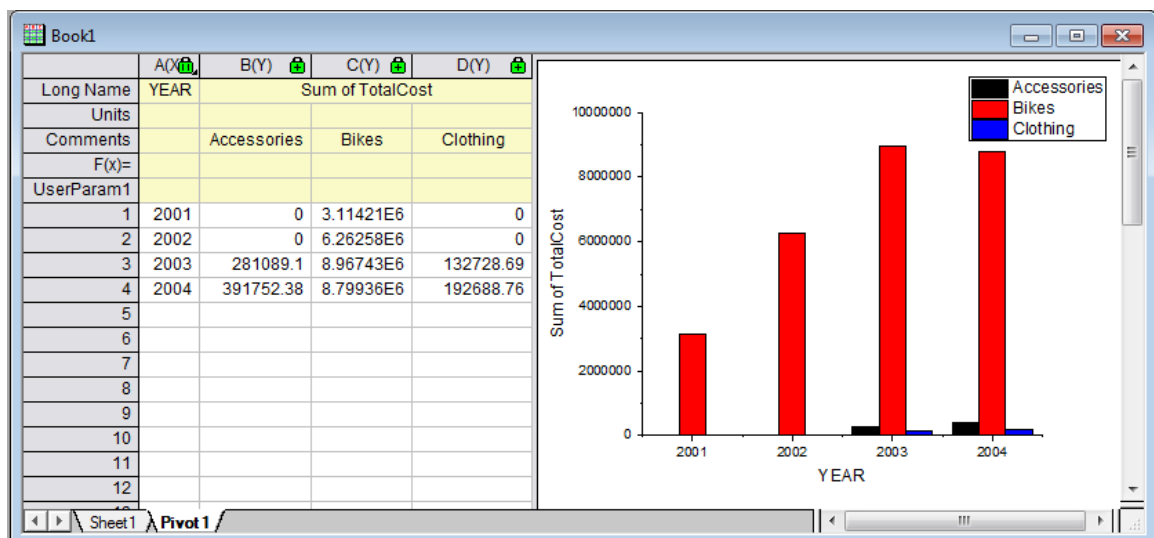 Book1
A(X) B(Y) C(Y) D(Y)
Long Name YEAR Sum of TotalCost
Units
Comments Accessories Bikes Clothing
F(x)=
UserParam1
1 2001 0 3.11421E6 0
2 2002 0 6.26258E6 0
3 2003 281089.1 8.96743E6 132728.69
4 2004 391752.38 8.79936E6 192688.76
5
6
7
8
9
10
11
12
Sheet1 Pivot1
Accessories
Bikes
Clothing
10000000
8000000
6000000
4000000
2000000
0
Sum of TotalCost
2001 2002 2003 2004
YEAR